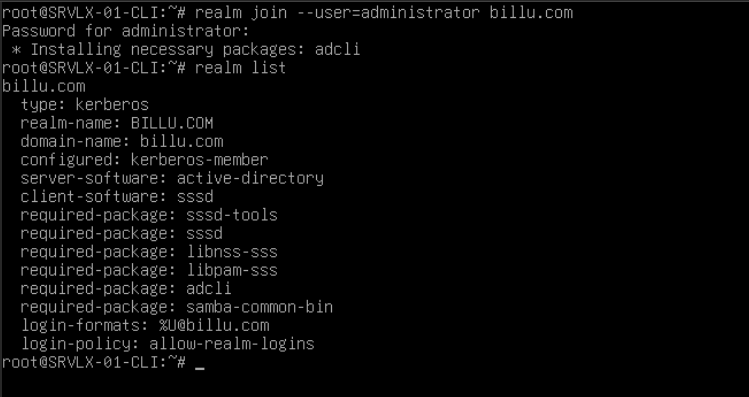 root@SRVLX-01-CLI:~# realm join --user=administrator billu.com
Password for administrator:
 * Installing necessary packages: adcli
root@SRVLX-01-CLI:~# realm list
billu.com
  type: kerberos
  realm-name: BILLU.COM
  domain-name: billu.com
  configured: kerberos-member
  server-software: active-directory
  client-software: sssd
  required-package: sssd-tools
  required-package: sssd
  required-package: libnss-sss
  required-package: libpam-sss
  required-package: adcli
  required-package: samba-common-bin
  login-formats: %U@billu.com
  login-policy: allow-realm-logins
root@SRVLX-01-CLI:~# _